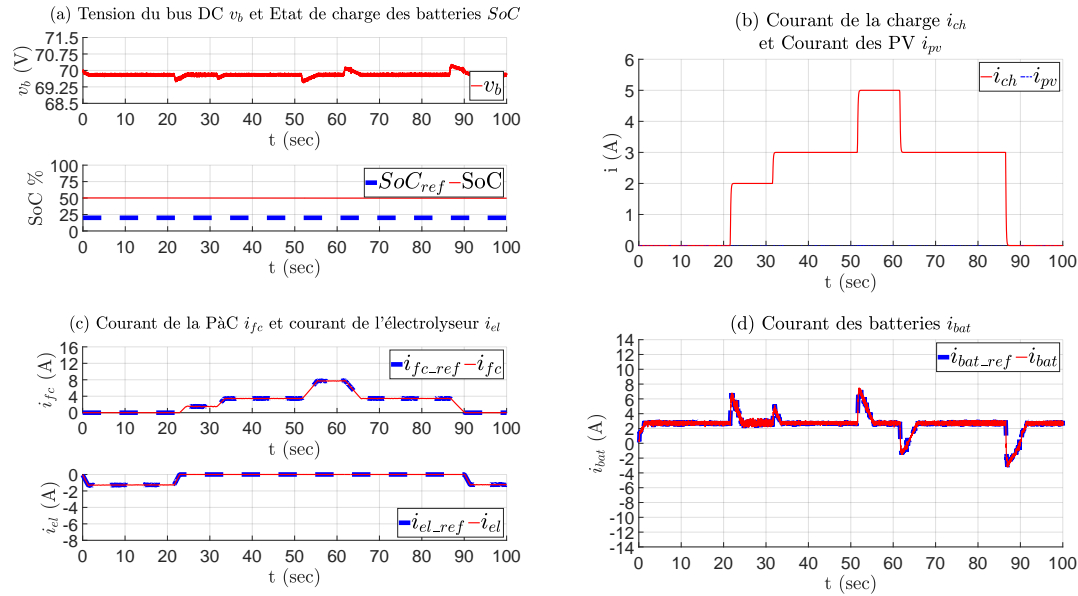 (a) Tension du bus DC v_b et Etat de charge des batteries SoC
71.5
70.75
70
69.25
68.5
v_b (V)
v_b
0 10 20 30 40 50 60 70 80 90 100
t (sec)
100
75
50
25
0
SoC %
SoC_ref SoC
0 10 20 30 40 50 60 70 80 90 100
t (sec)
(b) Courant de la charge i_ch
et Courant des PV i_pv
6
5
4
3
2
1
0
i (A)
i_ch i_pv
0 10 20 30 40 50 60 70 80 90 100
t (sec)
(c) Courant de la PàC i_fc et courant de l'électrolyseur i_el
16
12
8
4
0
i_fc (A)
i_fc_ref i_fc
0 10 20 30 40 50 60 70 80 90 100
t (sec)
0
-2
-4
-6
-8
i_el (A)
i_el_ref i_el
0 10 20 30 40 50 60 70 80 90 100
t (sec)
(d) Courant des batteries i_bat
14
12
10
8
6
4
2
0
-2
-4
-6
-8
-10
-12
-14
i_bat (A)
i_bat_ref i_bat
0 10 20 30 40 50 60 70 80 90 100
t (sec)